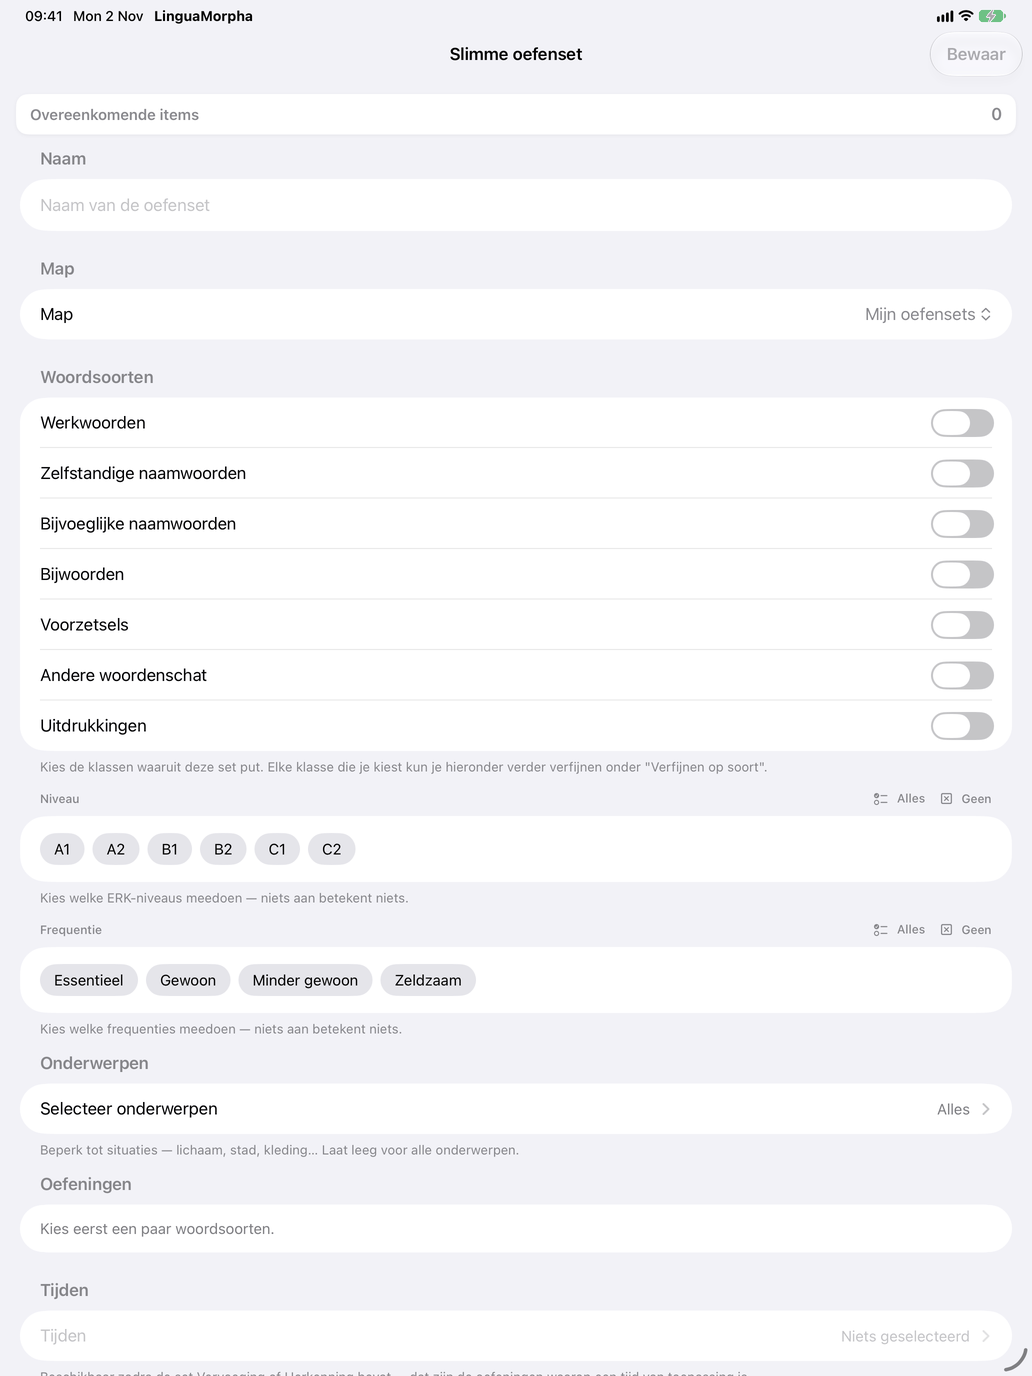 09:41 Mon 2 Nov LinguaMorpha
Slimme oefenset
Bewaar
Overeenkomende items 0
Naam
Naam van de oefenset
Map
Map Mijn oefensets
Woordsoorten
Werkwoorden
Zelfstandige naamwoorden
Bijvoeglijke naamwoorden
Bijwoorden
Voorzetsels
Andere woordenschat
Uitdrukkingen
Kies de klassen waaruit deze set put. Elke klasse die je kiest kun je hieronder verder verfijnen onder "Verfijnen op soort".
Niveau Alles Geen
A1 A2 B1 B2 C1 C2
Kies welke ERK-niveaus meedoen — niets aan betekent niets.
Frequentie Alles Geen
Essentieel Gewoon Minder gewoon Zeldzaam
Kies welke frequenties meedoen — niets aan betekent niets.
Onderwerpen
Selecteer onderwerpen Alles
Beperk tot situaties — lichaam, stad, kleding... Laat leeg voor alle onderwerpen.
Oefeningen
Kies eerst een paar woordsoorten.
Tijden
Tijden Niets geselecteerd